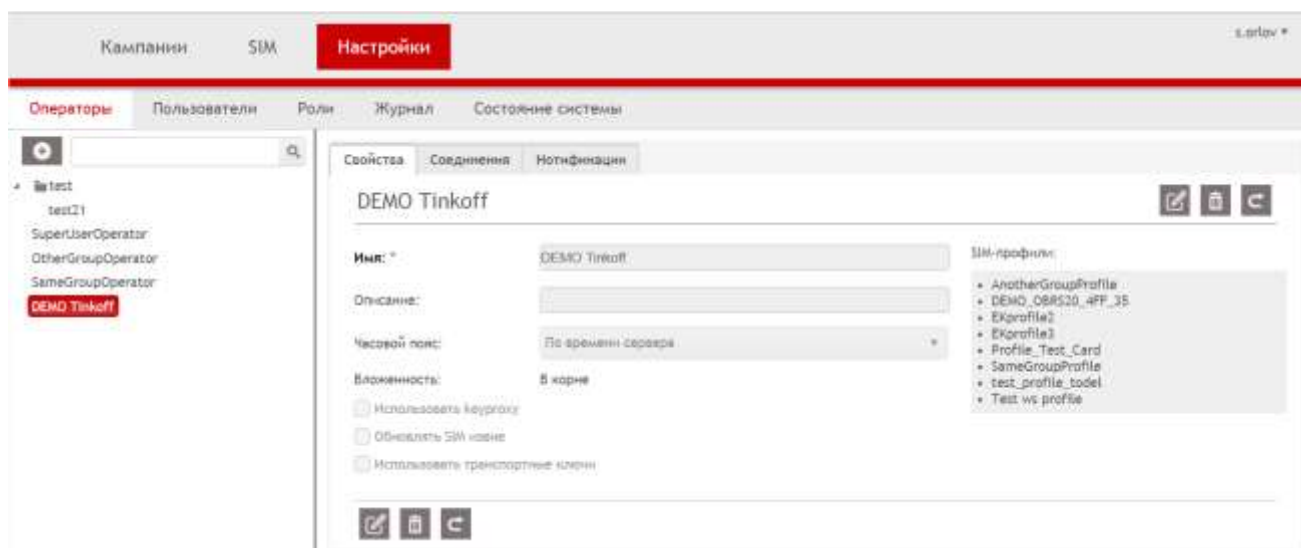 Кампании SIM Настройки s.orlov
Операторы Пользователи Роли Журнал Состояние системы
test
test21
SuperUserOperator
OtherGroupOperator
SameGroupOperator
DEMO Tinkoff
Свойства Соединения Нотификации
DEMO Tinkoff
Имя: * DEMO Tinkoff
Описание:
Часовой пояс: По времени сервера
Вложенность: В корне
Использовать keyproxy
Обновлять SIM извне
Использовать транспортные ключи
SIM-профили:
• AnotherGroupProfile
• DEMO_OBRS20_4FF_35
• EKprofile2
• EKprofile3
• Profile_Test_Card
• SameGroupProfile
• test_profile_todel
• Test ws profile